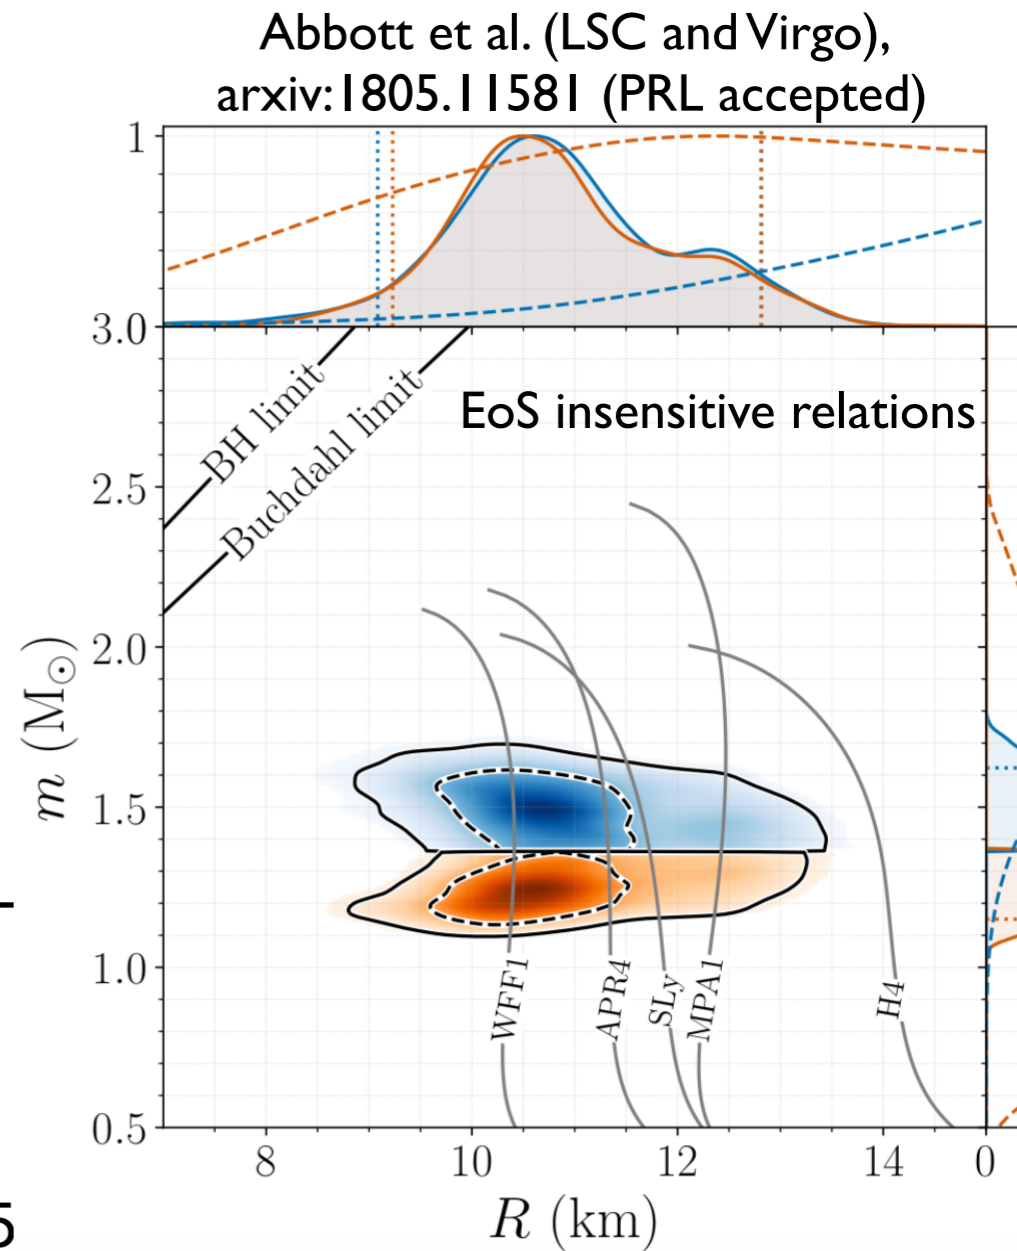 Abbott et al. (LSC and Virgo),
arxiv:1805.11581 (PRL accepted)
1
3.0
BH limit
Buchdahl limit
EoS insensitive relations
2.5
2.0
m (M⊙)
1.5
1.0
WFF1
APR4
SLy
MPA1
H4
0.5
8 10 12 14 0
R (km)
5